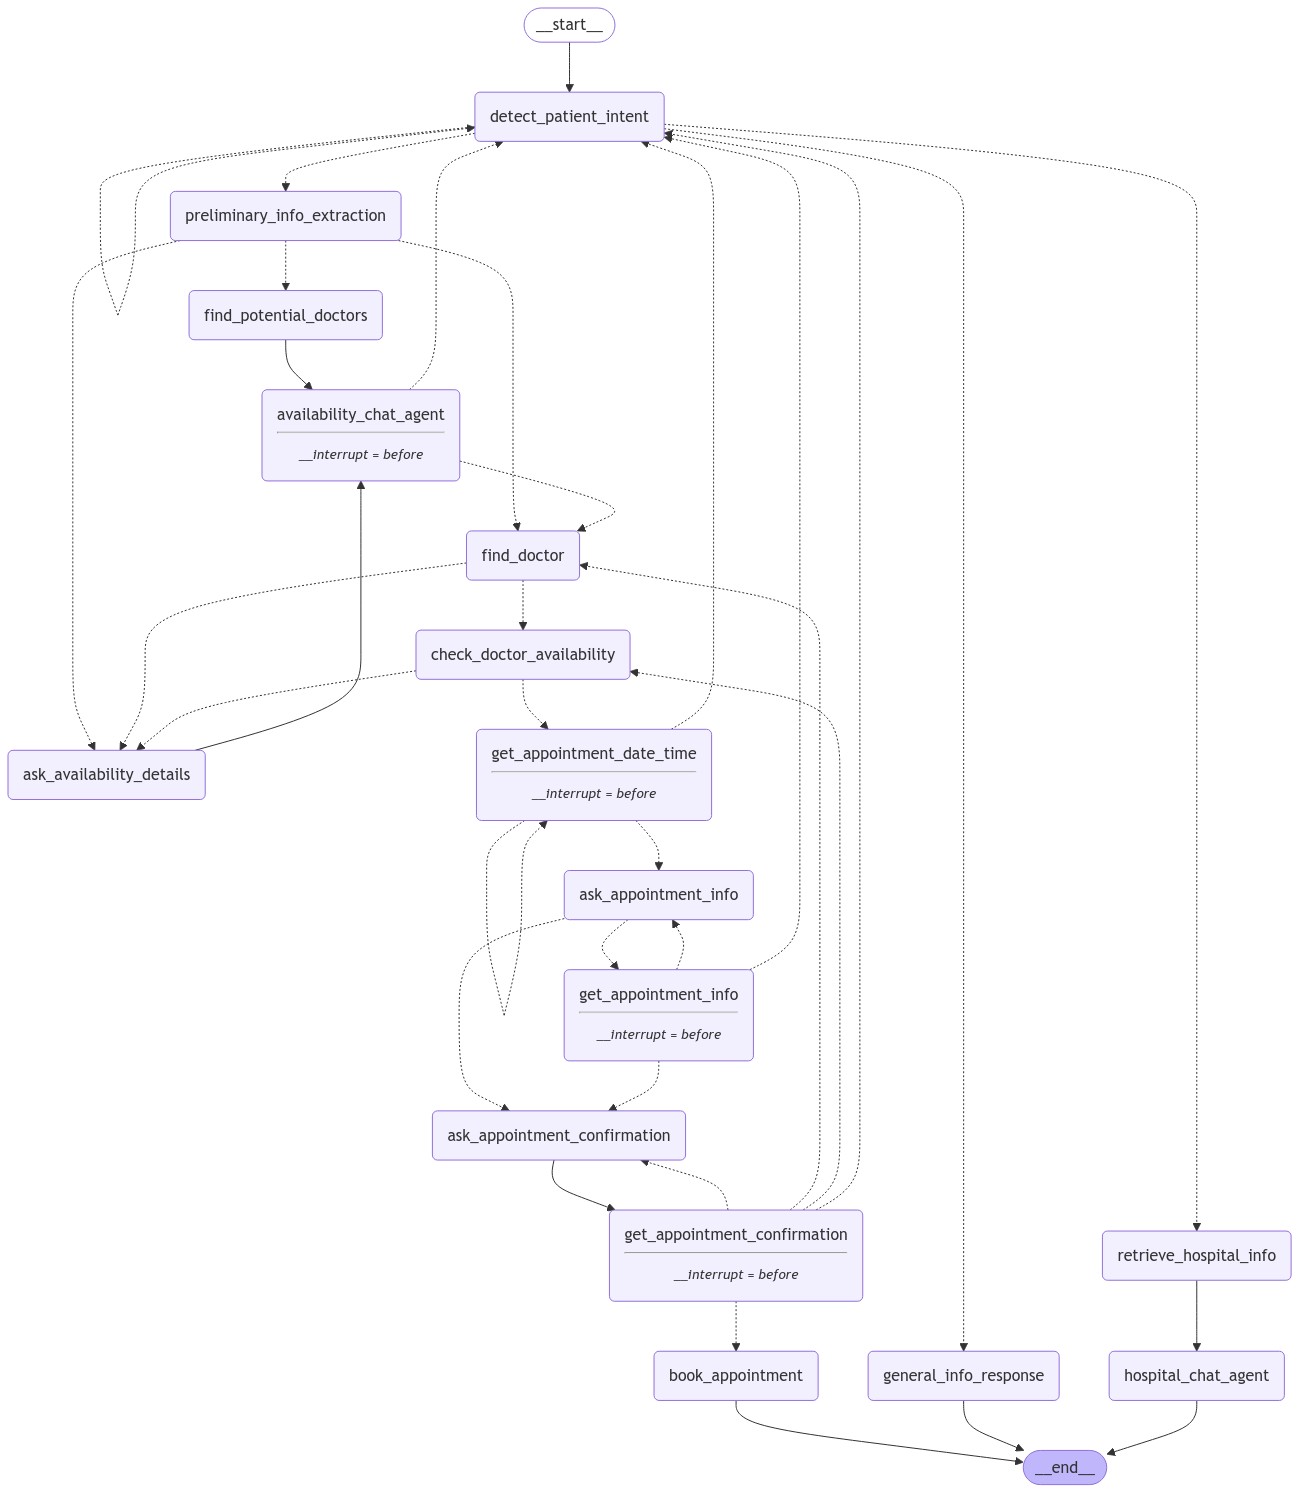 __start__
detect_patient_intent
preliminary_info_extraction
find_potential_doctors
availability_chat_agent
__interrupt = before
find_doctor
check_doctor_availability
get_appointment_date_time
__interrupt = before
ask_availability_details
ask_appointment_info
get_appointment_info
__interrupt = before
ask_appointment_confirmation
get_appointment_confirmation
__interrupt = before
retrieve_hospital_info
book_appointment
general_info_response
hospital_chat_agent
__end__